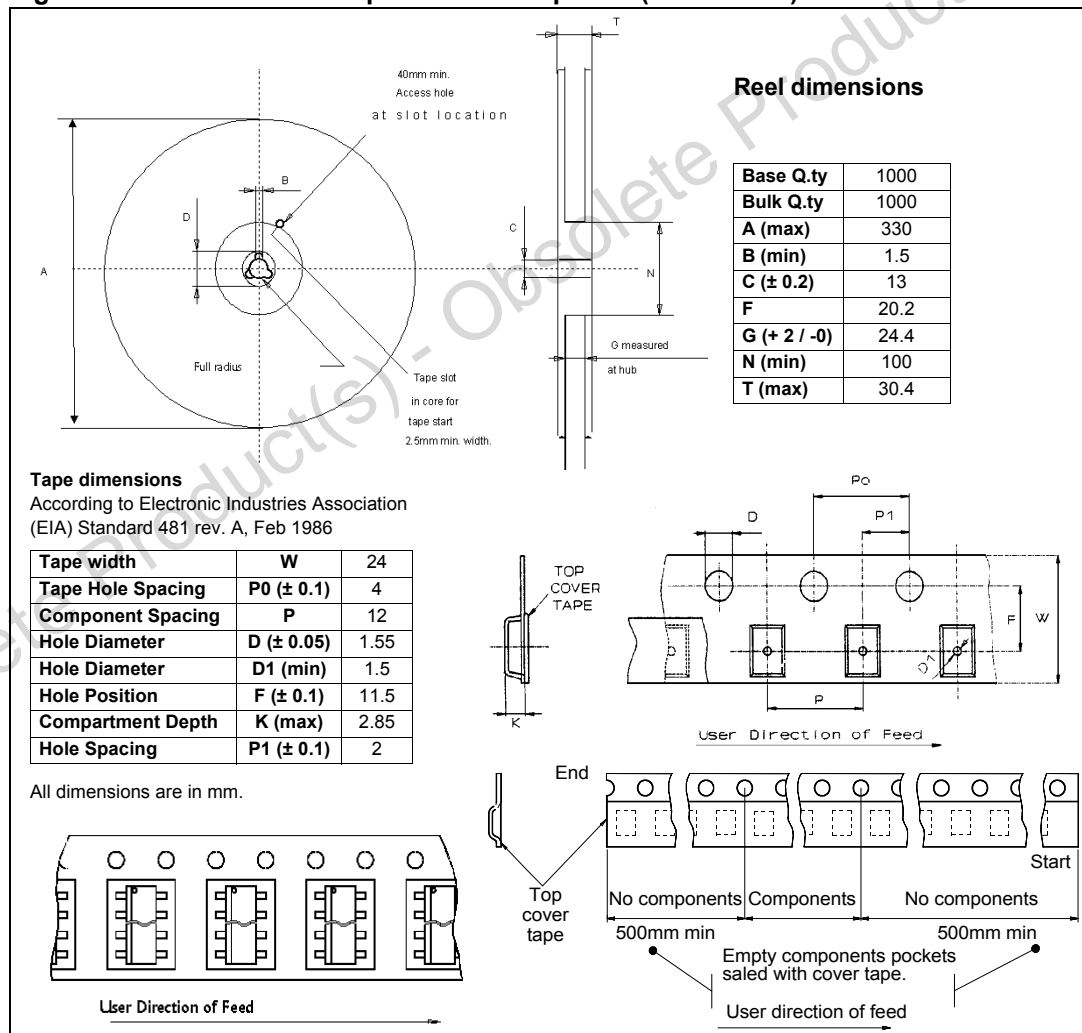 T
40mm min.
Access hole
at slot location
B
D
A
C
N
Full radius
Tape slot
in core for
tape start
2.5mm min. width.
G measured
at hub
Reel dimensions
Base Q.ty 1000
Bulk Q.ty 1000
A (max) 330
B (min) 1.5
C (± 0.2) 13
F 20.2
G (+ 2 / -0) 24.4
N (min) 100
T (max) 30.4
Tape dimensions
According to Electronic Industries Association
(EIA) Standard 481 rev. A, Feb 1986
Tape width W 24
Tape Hole Spacing P0 (± 0.1) 4
Component Spacing P 12
Hole Diameter D (± 0.05) 1.55
Hole Diameter D1 (min) 1.5
Hole Position F (± 0.1) 11.5
Compartment Depth K (max) 2.85
Hole Spacing P1 (± 0.1) 2
All dimensions are in mm.
TOP
COVER
TAPE
K
Po
D
P1
F
W
D1
P
User Direction of Feed
End
Start
Top
cover
tape
No components Components No components
500mm min 500mm min
Empty components pockets
saled with cover tape.
User direction of feed
User Direction of Feed
Obsolete Product(s) - Obsolete Product